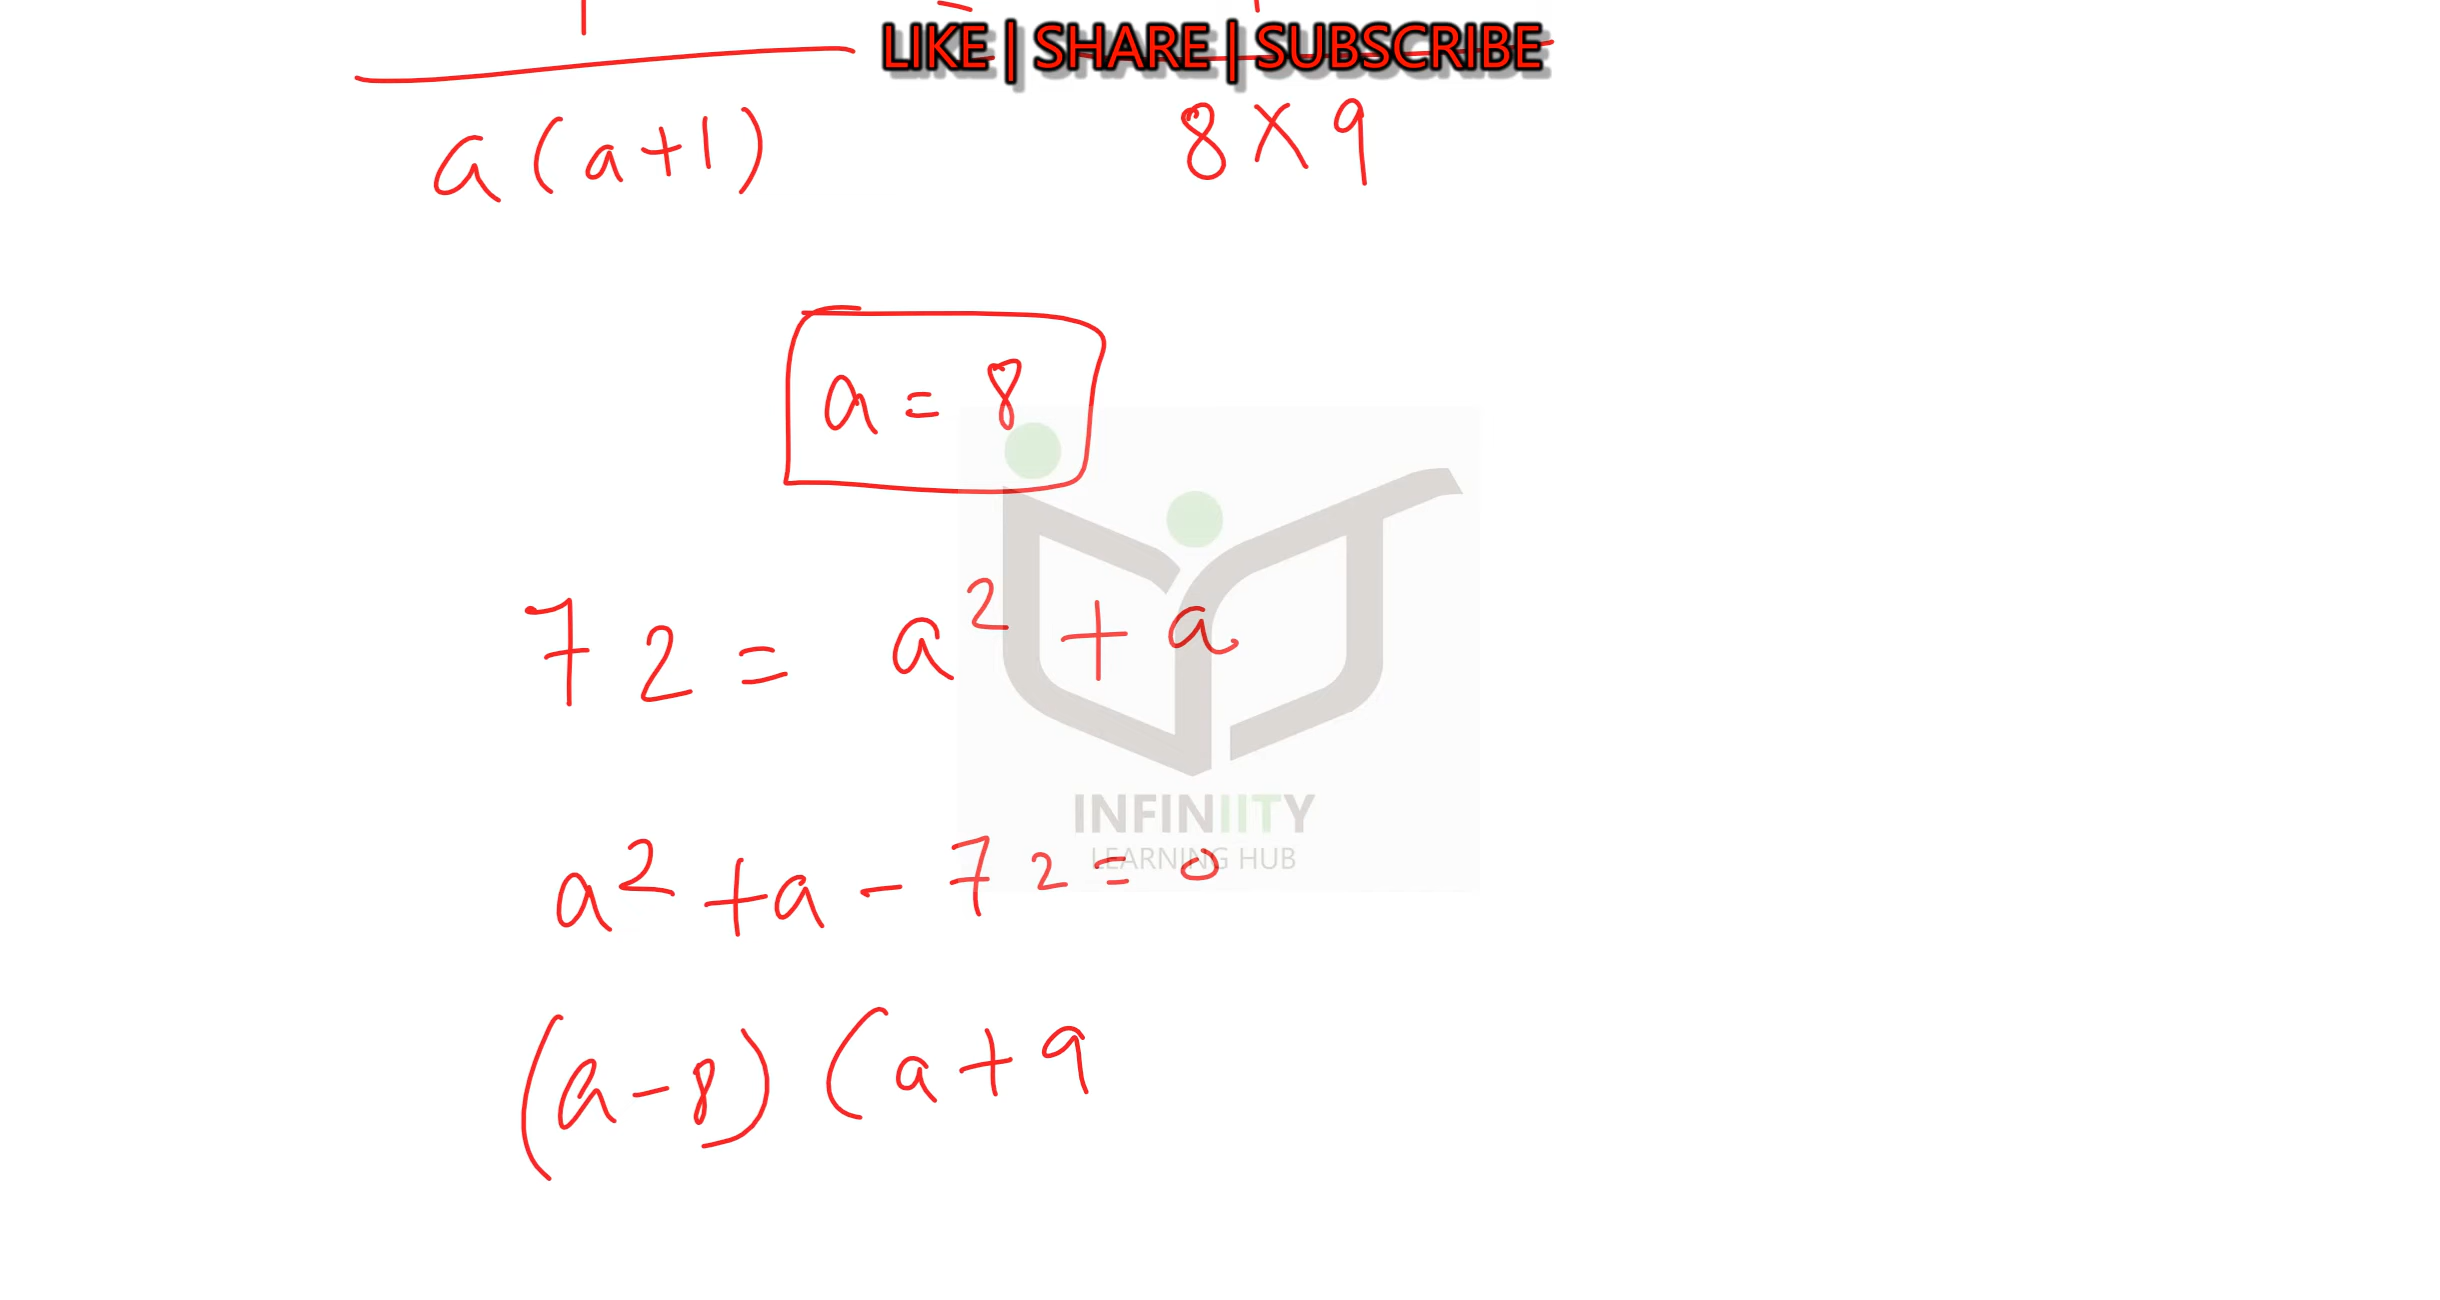 LIKE | SHARE | SUBSCRIBE
a(a+1)
8×9
a = 8
72 = a² + a
INFINIITY
LEARNING HUB
a² + a - 72 = 0
(a-8)(a+9